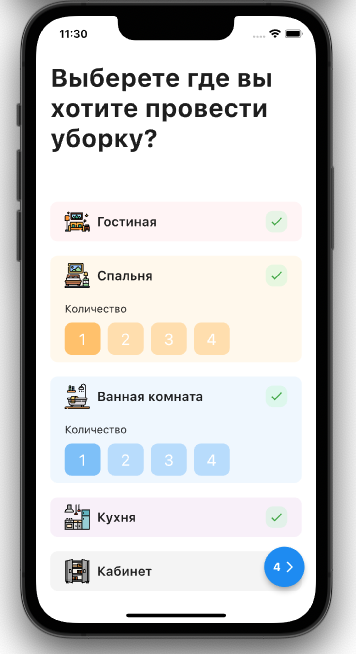 11:30
Выберете где вы
хотите провести
уборку?
Гостиная
Спальня
Количество
1 2 3 4
Ванная комната
Количество
1 2 3 4
Кухня
Кабинет
4